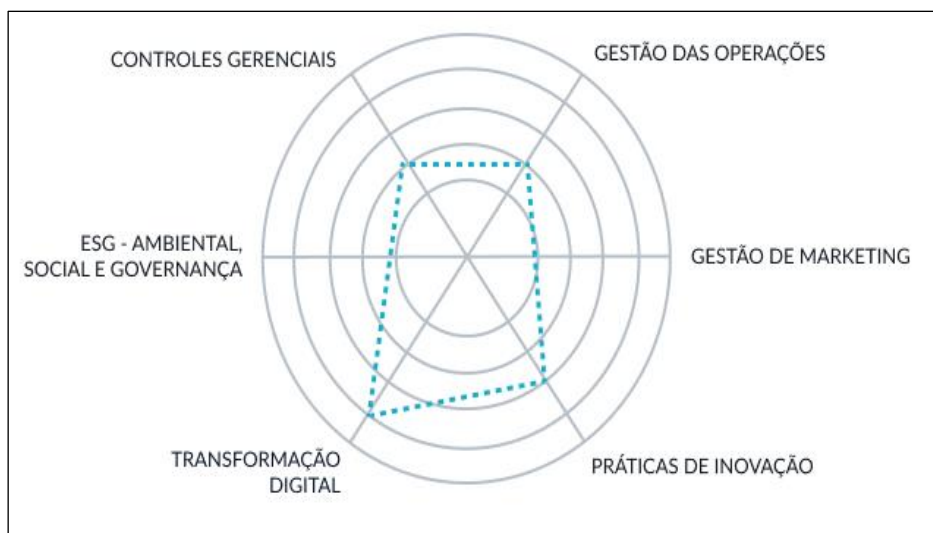 CONTROLES GERENCIAIS
GESTÃO DAS OPERAÇÕES
ESG - AMBIENTAL,
SOCIAL E GOVERNANÇA
GESTÃO DE MARKETING
TRANSFORMAÇÃO
DIGITAL
PRÁTICAS DE INOVAÇÃO